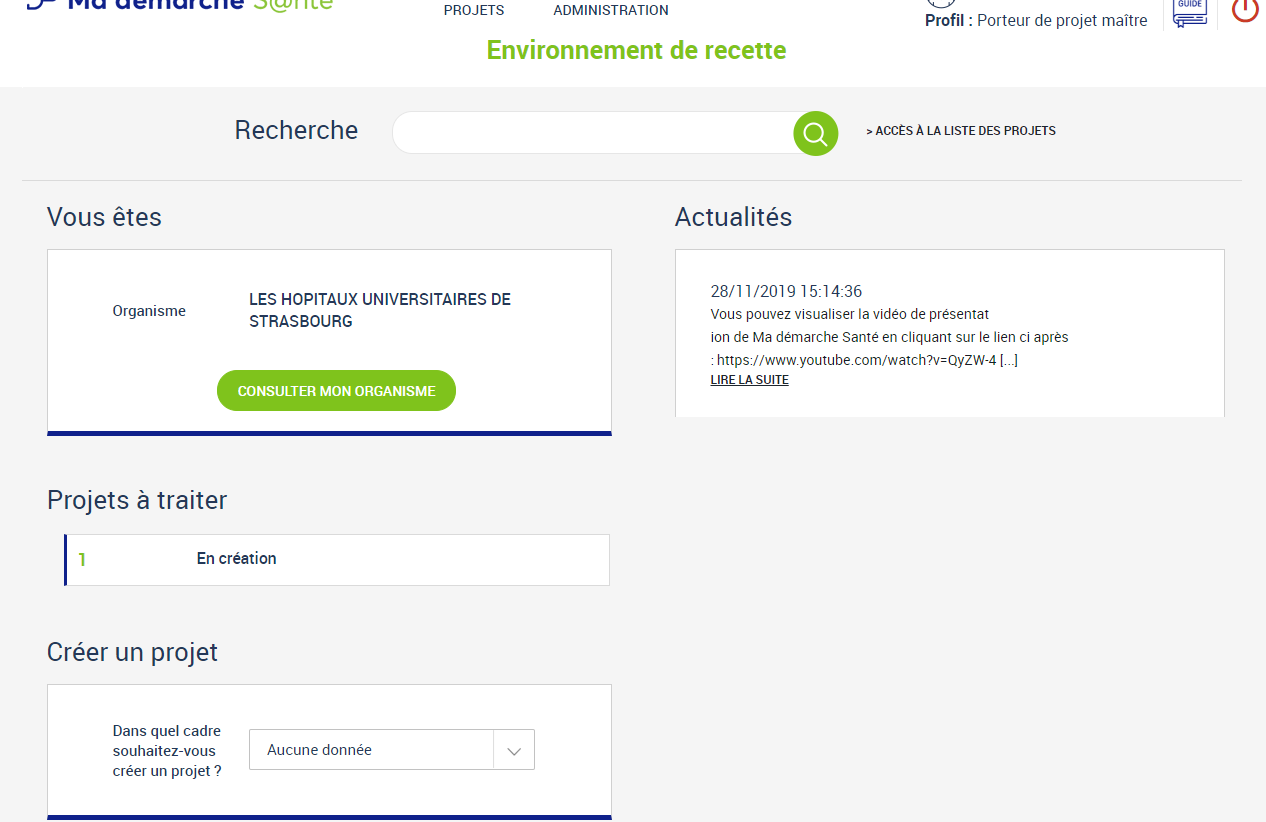 Ma démarche S@nté
PROJETS
ADMINISTRATION
Profil : Porteur de projet maître
GUIDE
Environnement de recette
Recherche
> ACCÈS À LA LISTE DES PROJETS
Vous êtes
Organisme
LES HOPITAUX UNIVERSITAIRES DE
STRASBOURG
CONSULTER MON ORGANISME
Actualités
28/11/2019 15:14:36
Vous pouvez visualiser la vidéo de présentat
ion de Ma démarche Santé en cliquant sur le lien ci après
: https://www.youtube.com/watch?v=QyZW-4 [...]
LIRE LA SUITE
Projets à traiter
1
En création
Créer un projet
Dans quel cadre
souhaitez-vous
créer un projet ?
Aucune donnée